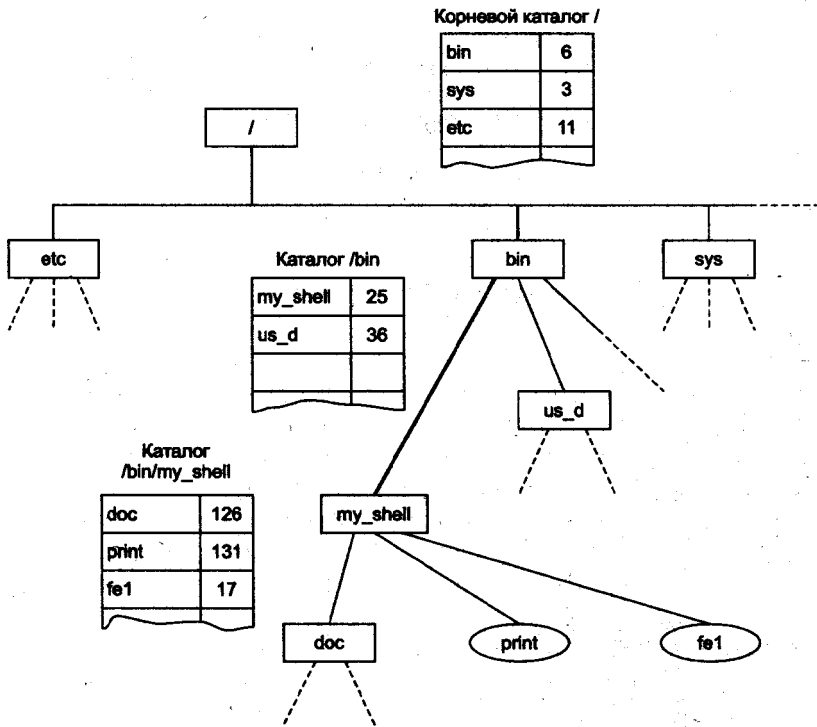 Корневой каталог /
bin 6
sys 3
etc 11
/
etc
bin
sys
Каталог /bin
my_shell 25
us_d 36
us_d
Каталог
/bin/my_shell
doc 126
print 131
fe1 17
my_shell
doc
print
fe1